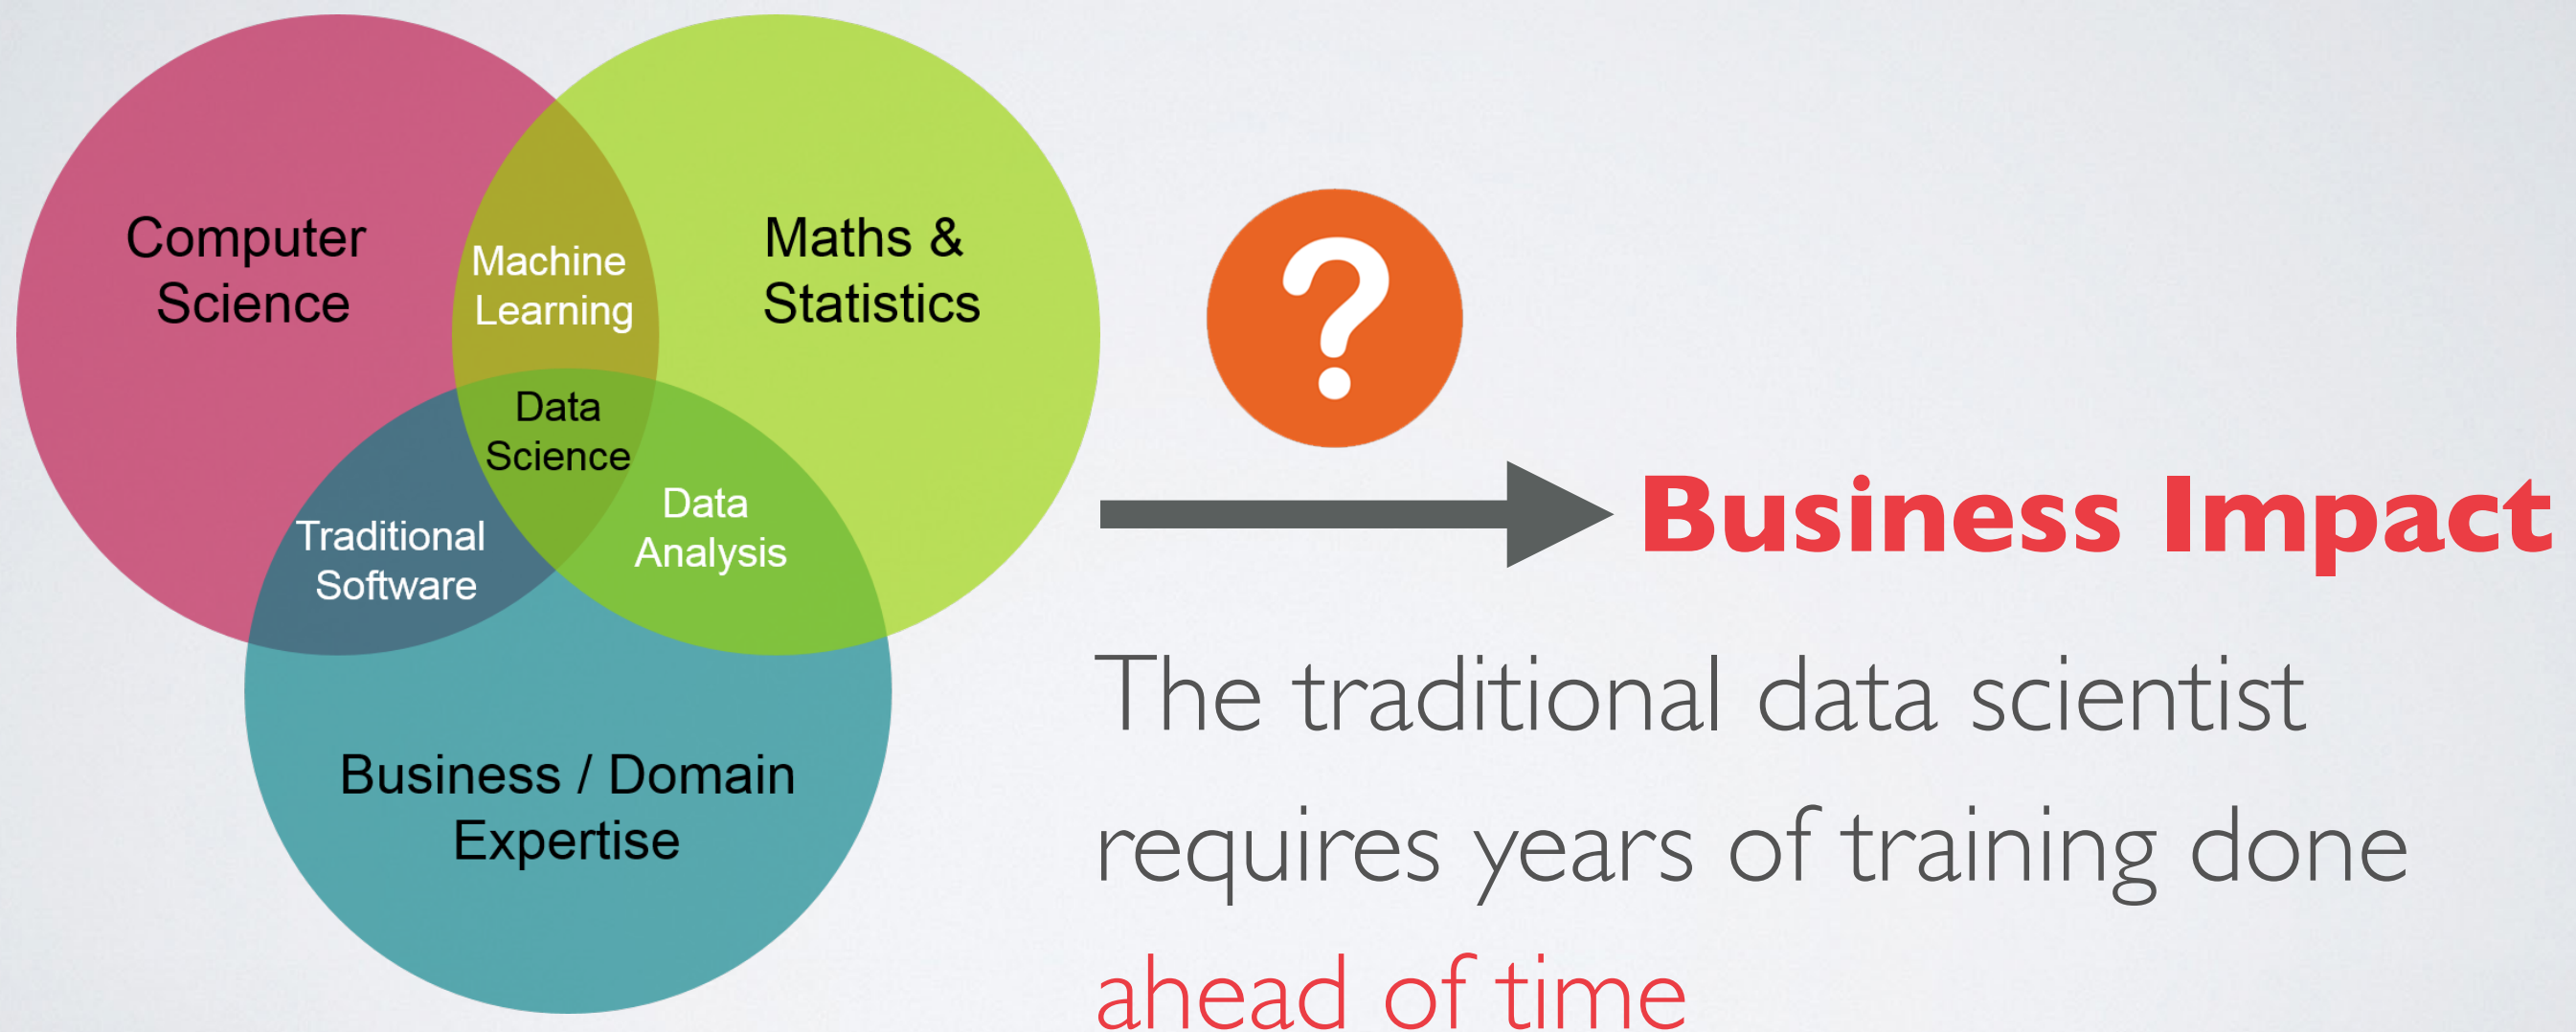 Computer
Science
Machine
Learning
Maths &
Statistics
Data
Science
Traditional
Software
Data
Analysis
Business / Domain
Expertise
?
Business Impact
The traditional data scientist
requires years of training done
ahead of time